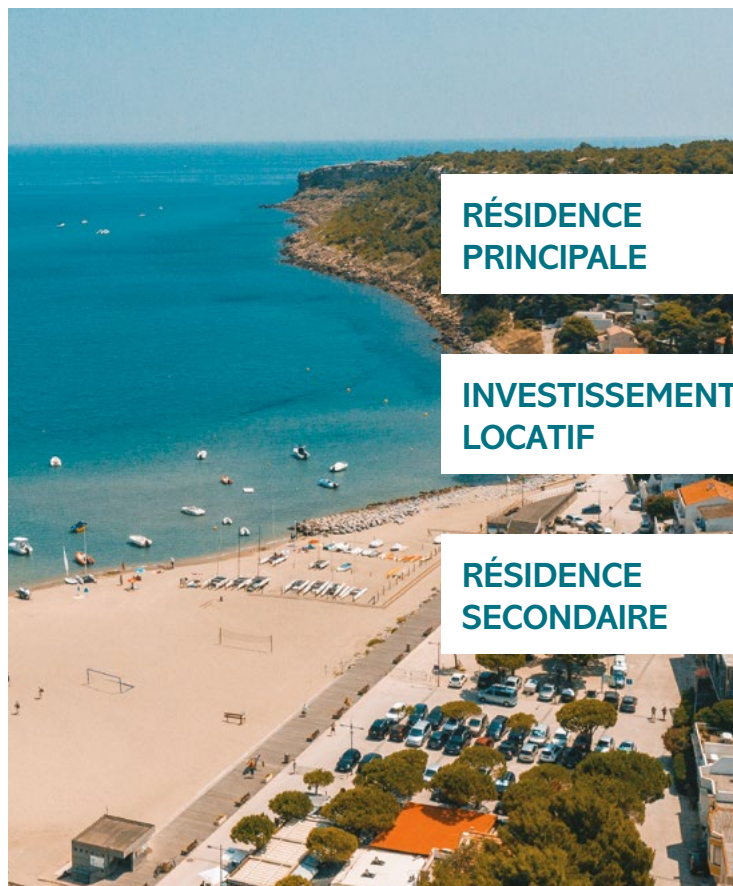 RÉSIDENCE
PRINCIPALE
INVESTISSEMENT
LOCATIF
RÉSIDENCE
SECONDAIRE